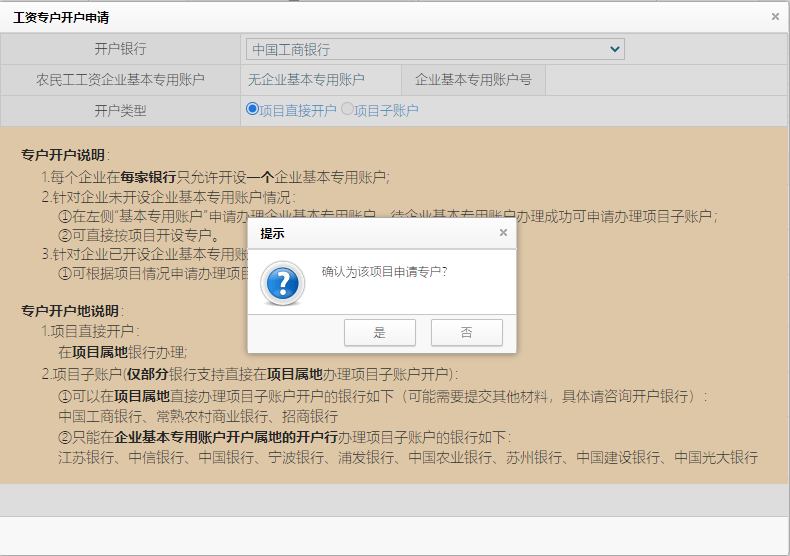 工资专户开户申请
开户银行 中国工商银行
农民工工资企业基本专用账户 无企业基本专用账户 企业基本专用账户号
开户类型 项目直接开户 项目子账户
专户开户说明:
1.每个企业在每家银行只允许开设一个企业基本专用账户;
2.针对企业未开设企业基本专用账户情况:
①在左侧“基本专用账户”申请办理企业基本专用账户，待企业基本专用账户办理成功可申请办理项目子账户;
②可直接按项目开设专户。
3.针对企业已开设企业基本专用账
①可根据项目情况申请办理项目
提示
确认为该项目申请专户?
是 否
专户开户地说明:
1.项目直接开户:
在项目属地银行办理;
2.项目子账户(仅部分银行支持直接在项目属地办理项目子账户开户):
①可以在项目属地直接办理项目子账户开户的银行如下（可能需要提交其他材料，具体请咨询开户银行）:
中国工商银行、常熟农村商业银行、招商银行
②只能在企业基本专用账户开户属地的开户行办理项目子账户的银行如下:
江苏银行、中信银行、中国银行、宁波银行、浦发银行、中国农业银行、苏州银行、中国建设银行、中国光大银行